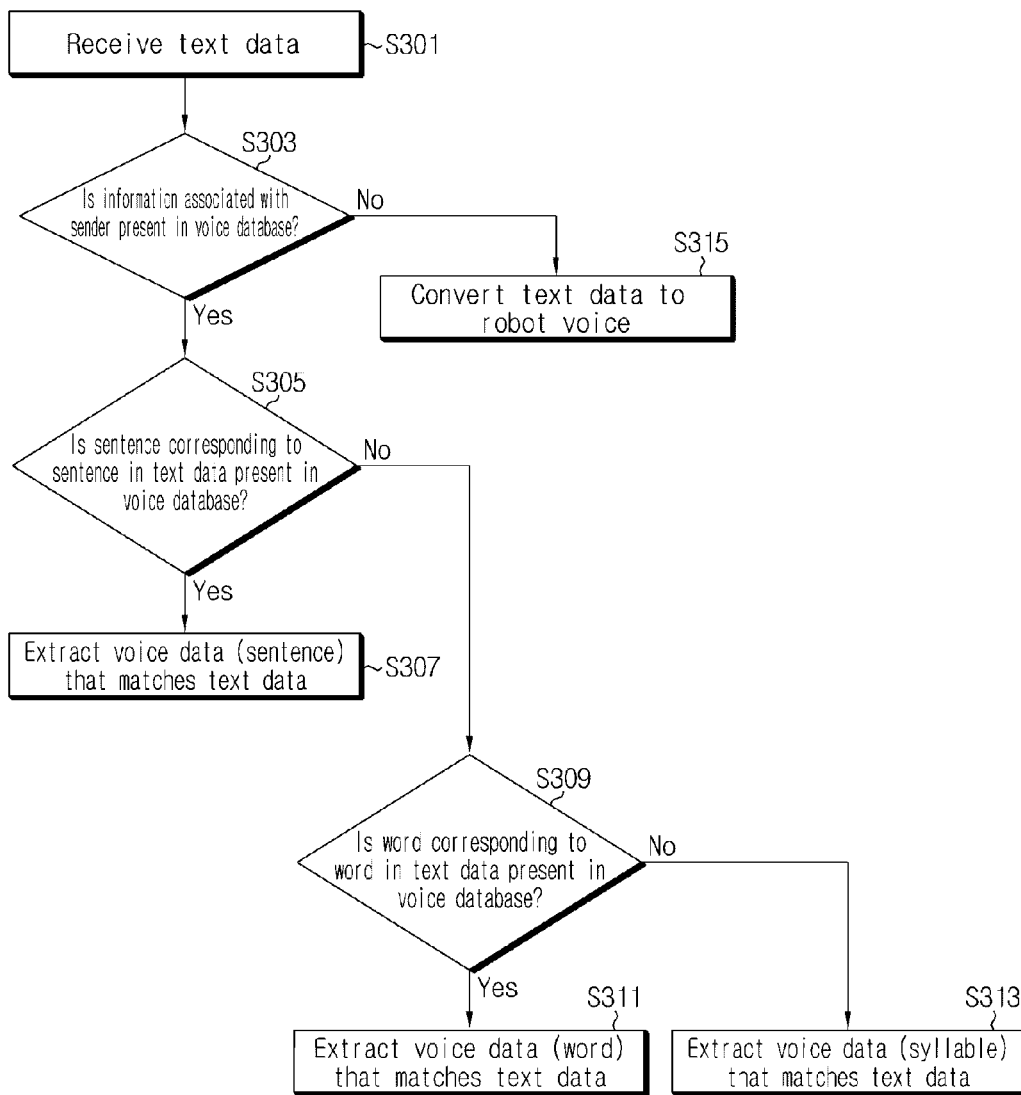 Receive text data
S301
S303
Is information associated with
sender present in voice database?
No
Yes
S315
Convert text data to
robot voice
S305
Is sentence corresponding to
sentence in text data present in
voice database?
No
Yes
Extract voice data (sentence)
that matches text data
S307
S309
Is word corresponding to
word in text data present in
voice database?
No
Yes
S311
Extract voice data (word)
that matches text data
S313
Extract voice data (syllable)
that matches text data